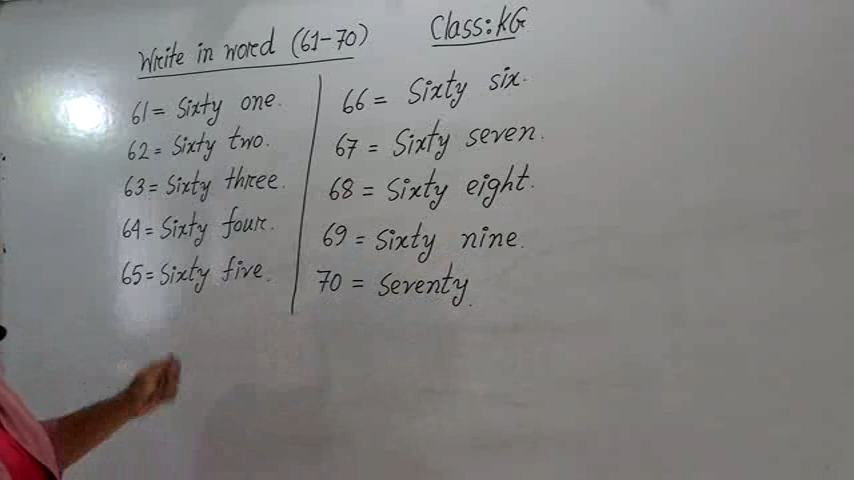 Write in word (61-70)
Class: KG
61 = Sixty one.
62 = Sixty two.
63 = Sixty three.
64 = Sixty four.
65 = Sixty five.
66 = Sixty six.
67 = Sixty seven.
68 = Sixty eight.
69 = Sixty nine.
70 = Seventy.